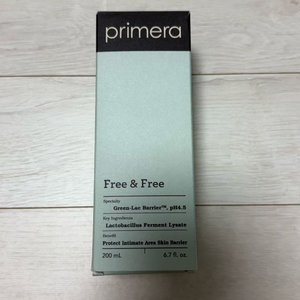 primera
Free & Free
Specialty
Green-Lac Barrier™, pH4.5
Key Ingredients
Lactobacillus Ferment Lysate
Benefit
Protect Intimate Area Skin Barrier
200 mL 6.7 fl. oz.